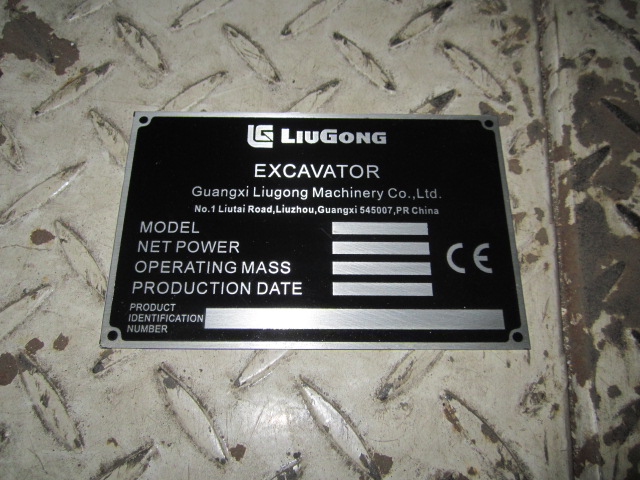 LG LIUGONG
EXCAVATOR
Guangxi Liugong Machinery Co.,Ltd.
No.1 Liutai Road,Liuzhou,Guangxi 545007,PR China
MODEL
NET POWER
OPERATING MASS
PRODUCTION DATE
CE
PRODUCT
IDENTIFICATION
NUMBER